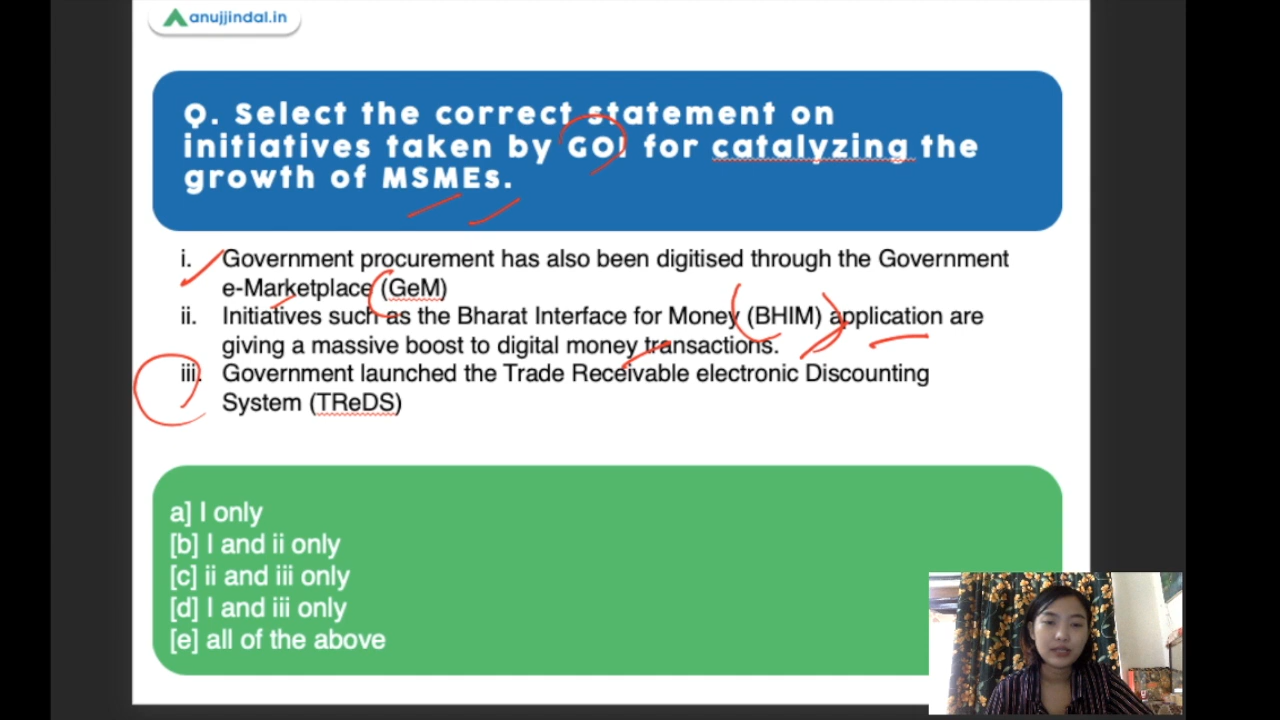 anujjindal.in
Q. Select the correct statement on
initiatives taken by GOI for catalyzing the
growth of MSMEs.
i. Government procurement has also been digitised through the Government
e-Marketplace (GeM)
ii. Initiatives such as the Bharat Interface for Money (BHIM) application are
giving a massive boost to digital money transactions.
iii. Government launched the Trade Receivable electronic Discounting
System (TReDS)
a] I only
[b] I and ii only
[c] ii and iii only
[d] I and iii only
[e] all of the above